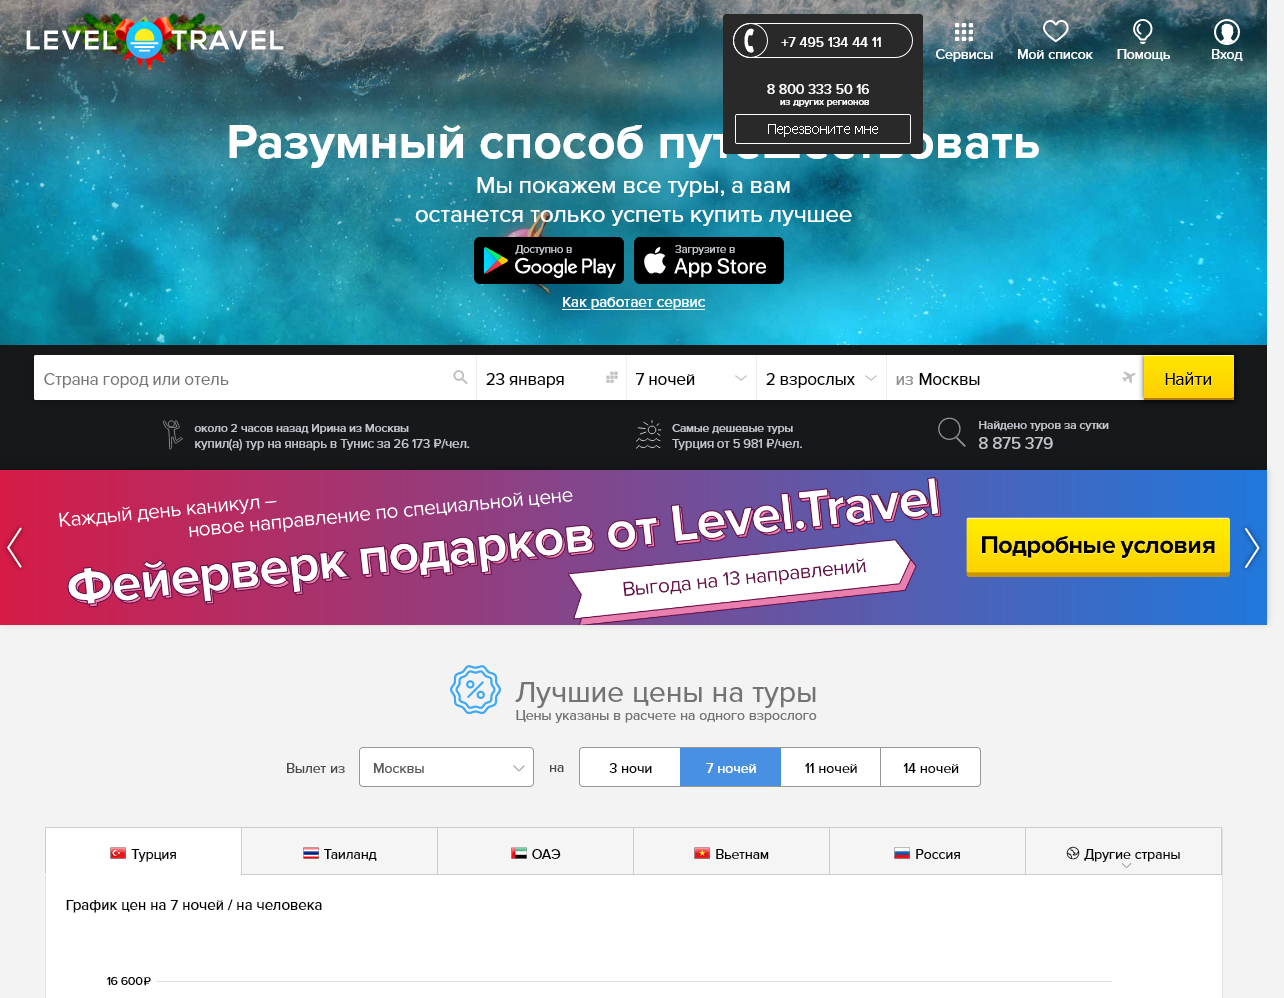 LEVEL TRAVEL
+7 495 134 44 11
8 800 333 50 16
из других регионов
Перезвоните мне
Сервисы
Мой список
Помощь
Вход
Разумный способ путешествовать
Мы покажем все туры, а вам
останется только успеть купить лучшее
Доступно в
Google Play
Загрузите в
App Store
Как работает сервис
Страна город или отель
23 января
7 ночей
2 взрослых
из Москвы
Найти
около 2 часов назад Ирина из Москвы
купил(а) тур на январь в Тунис за 26 173 ₽/чел.
Самые дешевые туры
Турция от 5 981 ₽/чел.
Найдено туров за сутки
8 875 379
Каждый день каникул –
новое направление по специальной цене
Фейерверк подарков от Level.Travel
Выгода на 13 направлений
Подробные условия
Лучшие цены на туры
Цены указаны в расчете на одного взрослого
Вылет из
Москвы
на
3 ночи
7 ночей
11 ночей
14 ночей
Турция
Таиланд
ОАЭ
Вьетнам
Россия
Другие страны
График цен на 7 ночей / на человека
16 600₽